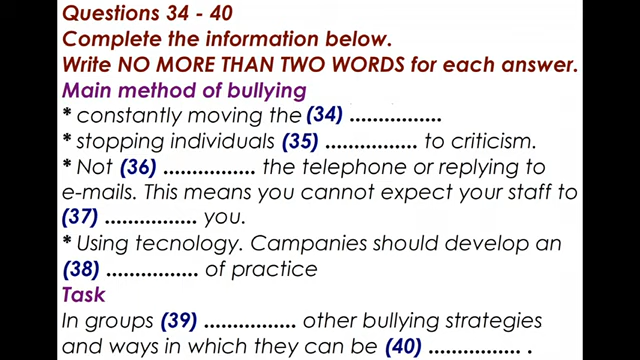 Questions 34 - 40
Complete the information below.
Write NO MORE THAN TWO WORDS for each answer.
Main method of bullying
* constantly moving the (34) ................
* stopping individuals (35) ................ to criticism.
* Not (36) ................ the telephone or replying to
e-mails. This means you cannot expect your staff to
(37) ................ you.
* Using tecnology. Campanies should develop an
(38) ................ of practice
Task
In groups (39) ................ other bullying strategies
and ways in which they can be (40) ................ .